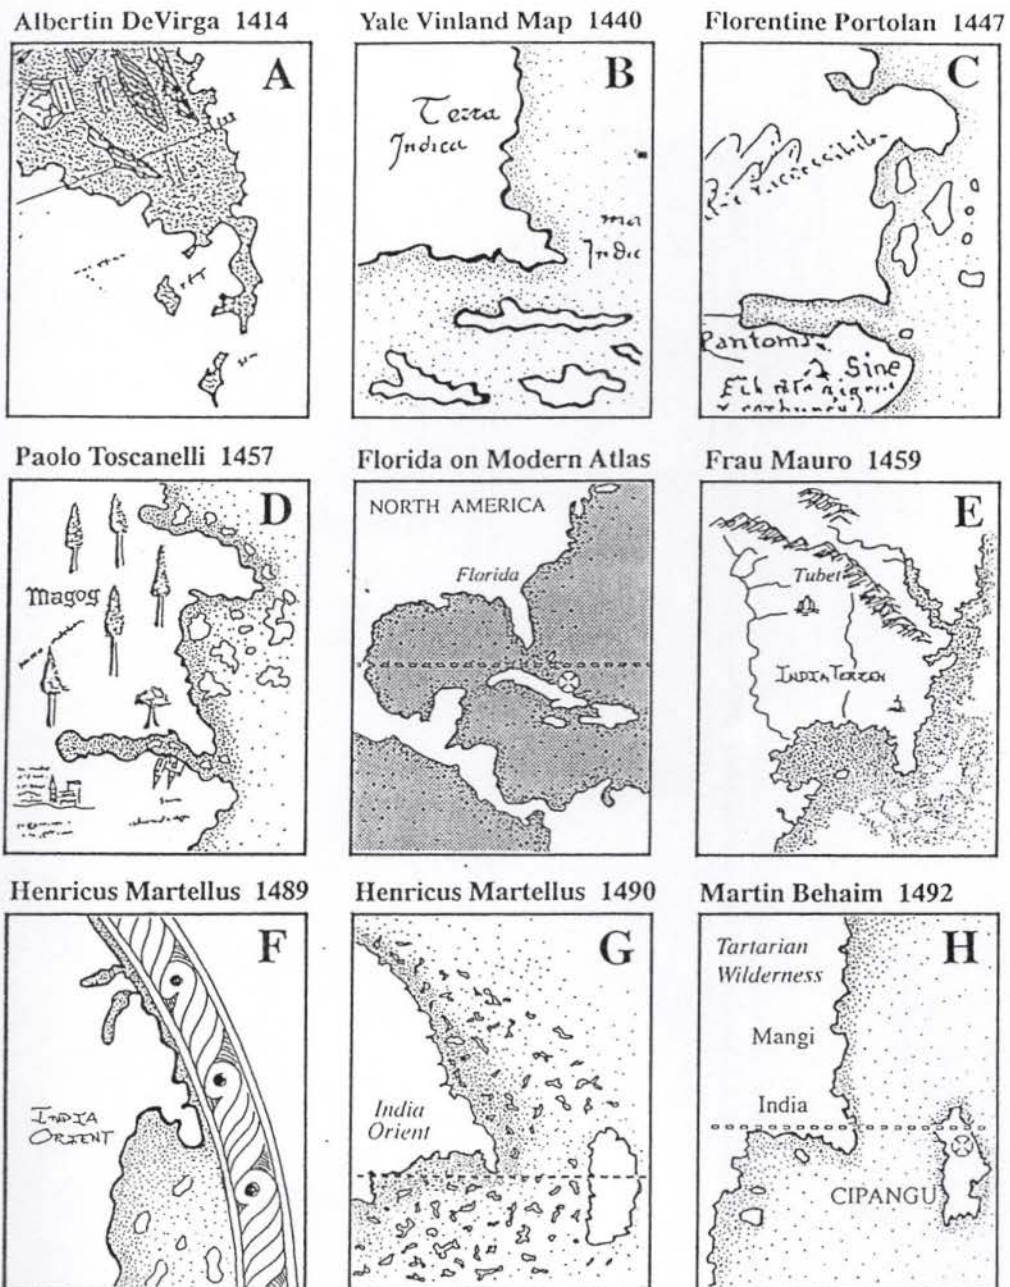 Albertin DeVirga 1414
Yale Vinland Map 1440
Florentine Portolan 1447
A
B
Terra
Indica
C
Pantoms
Sine
Paolo Toscanelli 1457
Florida on Modern Atlas
Frau Mauro 1459
D
Magog
NORTH AMERICA
Florida
E
Tubet
Henricus Martellus 1489
Henricus Martellus 1490
Martin Behaim 1492
F
INDIA
ORIENT
G
India
Orient
H
Tartarian
Wilderness
Mangi
India
CIPANGU